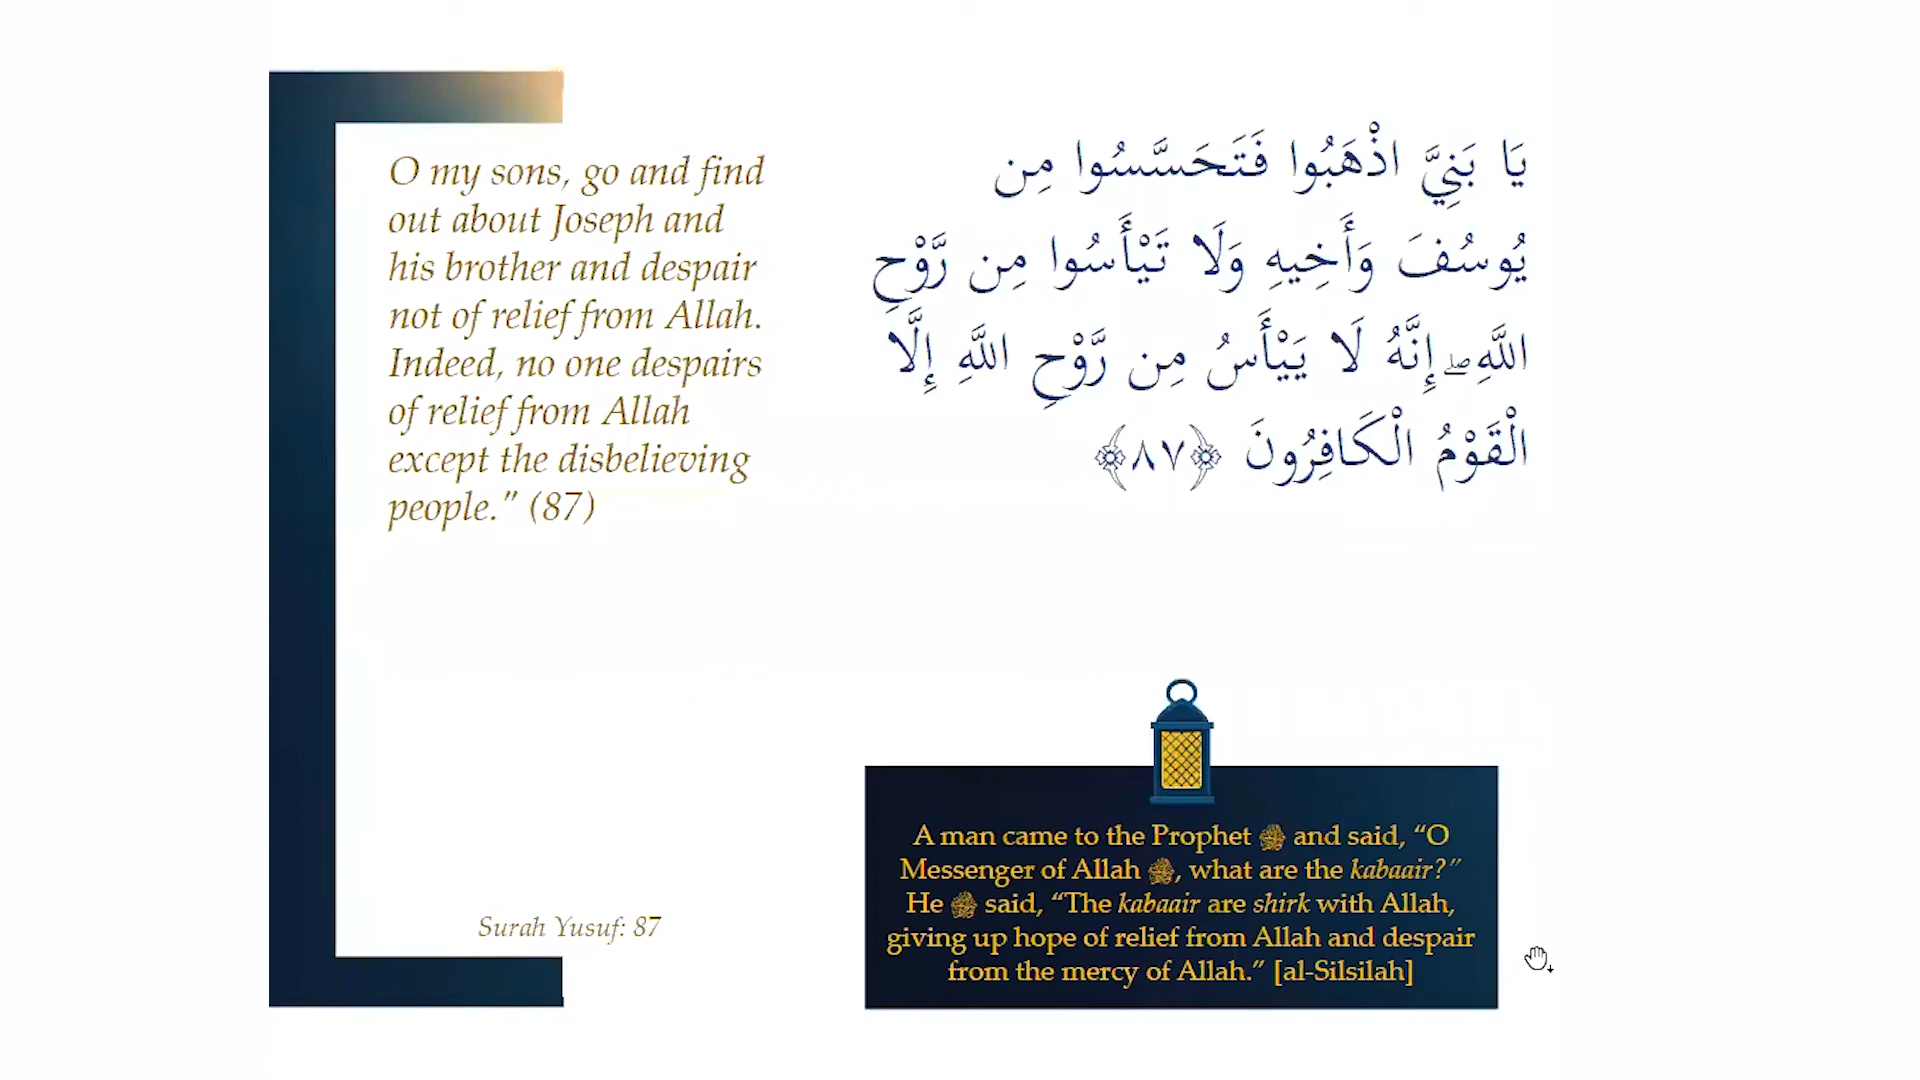 O my sons, go and find
out about Joseph and
his brother and despair
not of relief from Allah.
Indeed, no one despairs
of relief from Allah
except the disbelieving
people.” (87)
Surah Yusuf: 87
يَا بَنِيَّ اذْهَبُوا فَتَحَسَّسُوا مِن
يُوسُفَ وَأَخِيهِ وَلَا تَيْأَسُوا مِن رَّوْحِ
اللَّهِ ۖ إِنَّهُ لَا يَيْأَسُ مِن رَّوْحِ اللَّهِ إِلَّا
الْقَوْمُ الْكَافِرُونَ ﴿٨٧﴾
A man came to the Prophet ﷺ and said, “O
Messenger of Allah ﷺ, what are the kabaair?”
He ﷺ said, “The kabaair are shirk with Allah,
giving up hope of relief from Allah and despair
from the mercy of Allah.” [al-Silsilah]